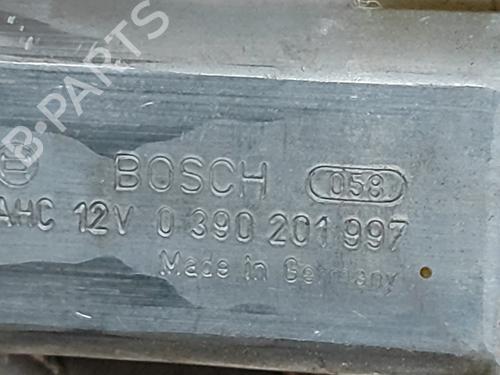 B-PARTS
BOSCH 058
AHC 12V 0 390 201 997
Made in Germany